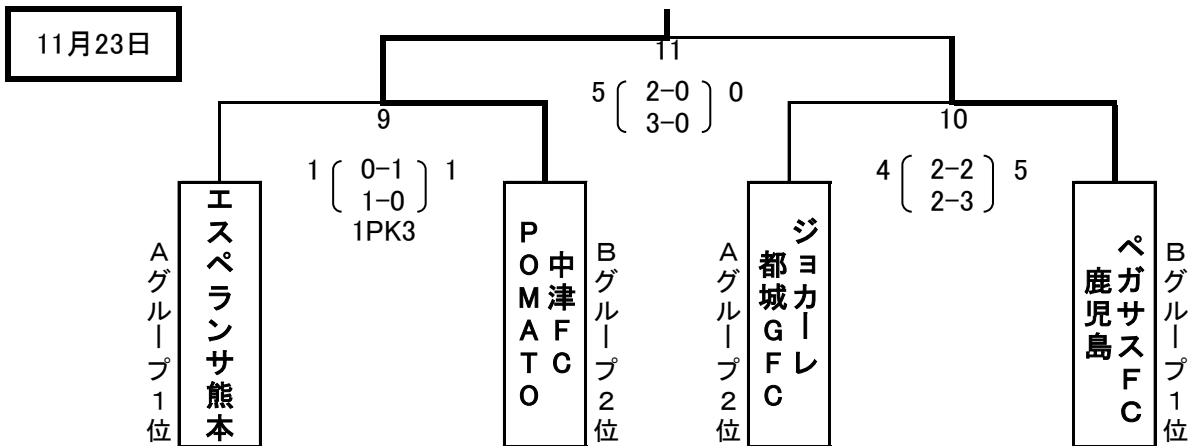 11月23日
11
5 ( 2-0 ) 0
3-0
9
1 ( 0-1 ) 1
1-0
1PK3
10
4 ( 2-2 ) 5
2-3
Aグループ1位
エスペランサ熊本
中津FC
POMATO
Bグループ2位
Aグループ2位
ジョカーレ
都城GFC
ペガサスFC
鹿児島
Bグループ1位